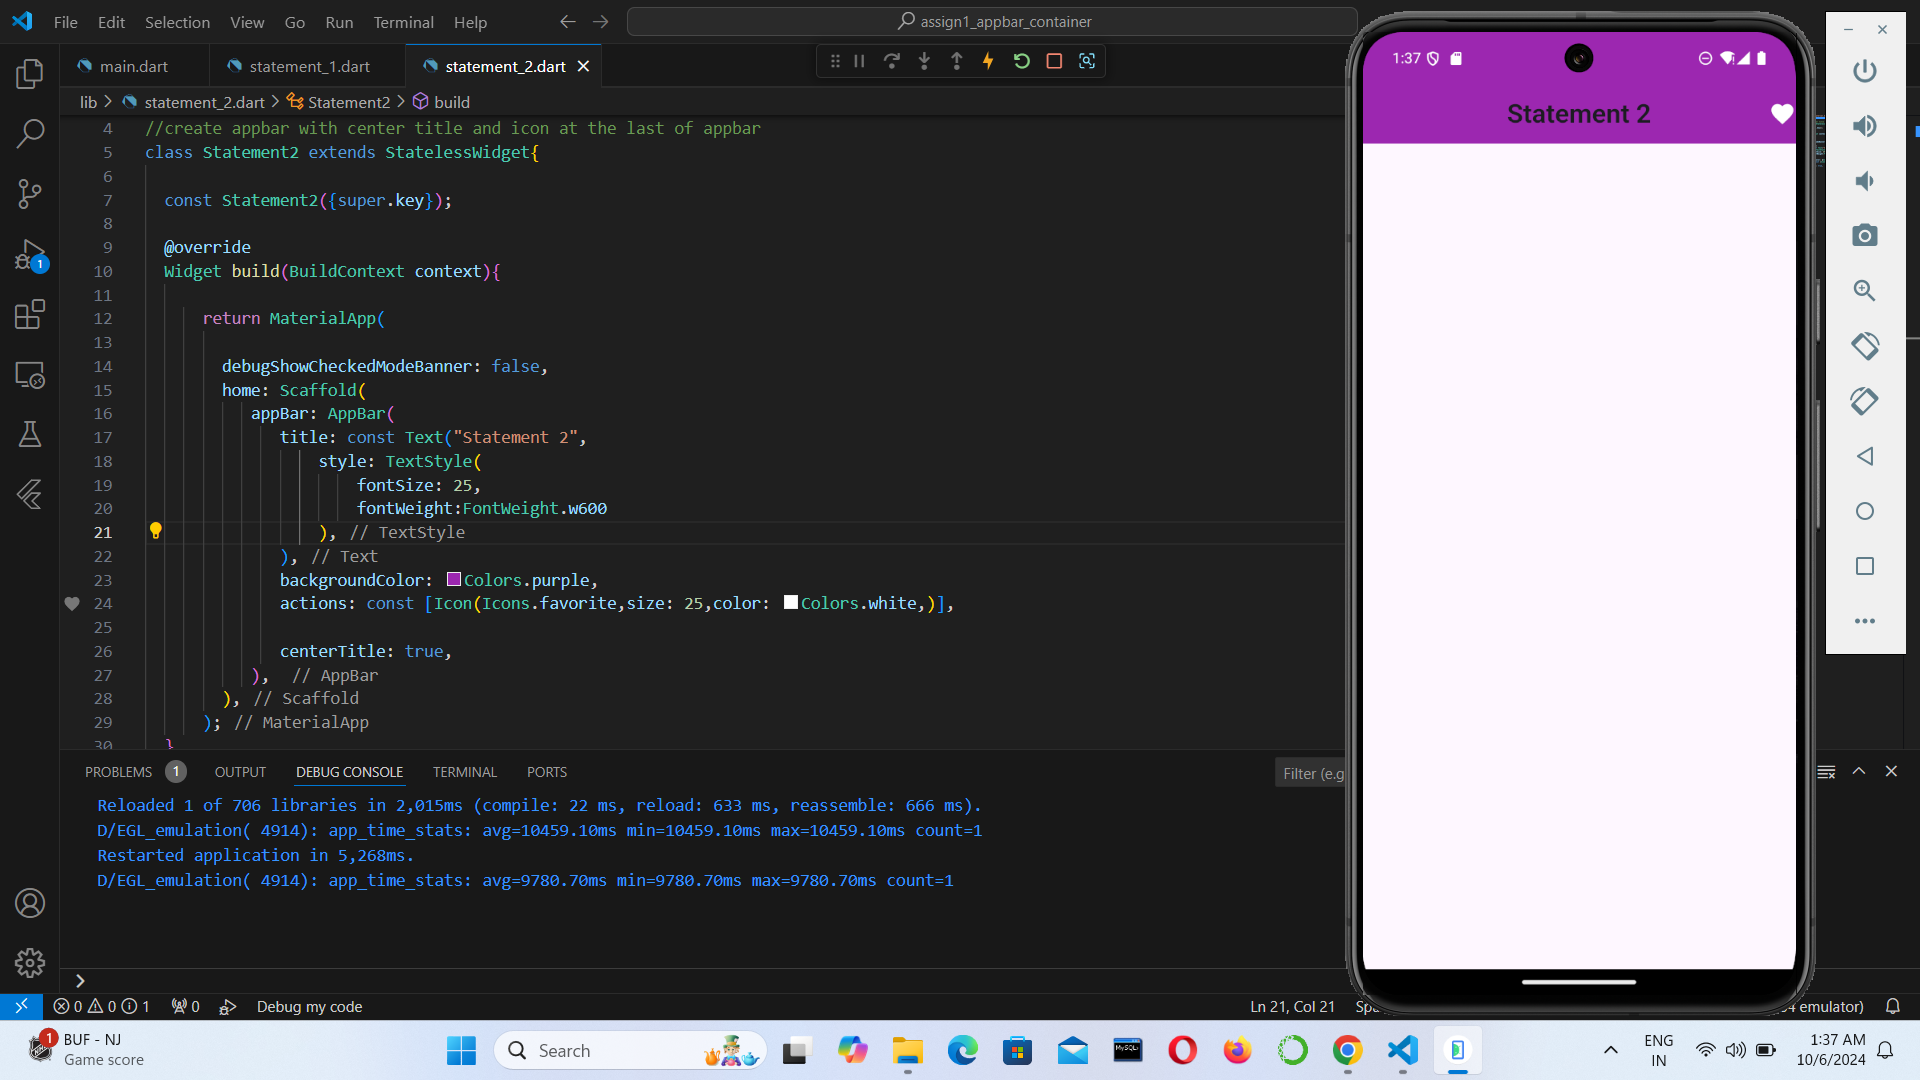 File Edit Selection View Go Run Terminal Help
assign1_appbar_container
main.dart
statement_1.dart
statement_2.dart
lib > statement_2.dart > Statement2 > build
4 //create appbar with center title and icon at the last of appbar
5 class Statement2 extends StatelessWidget{
6
7 const Statement2({super.key});
8
9 @override
10 Widget build(BuildContext context){
11
12 return MaterialApp(
13
14 debugShowCheckedModeBanner: false,
15 home: Scaffold(
16 appBar: AppBar(
17 title: const Text("Statement 2",
18 style: TextStyle(
19 fontSize: 25,
20 fontWeight:FontWeight.w600
21 ), // TextStyle
22 ), // Text
23 backgroundColor: Colors.purple,
24 actions: const [Icon(Icons.favorite,size: 25,color: Colors.white,)],
25
26 centerTitle: true,
27 ), // AppBar
28 ), // Scaffold
29 ); // MaterialApp
30 }
1:37
Statement 2
1
PROBLEMS 1 OUTPUT DEBUG CONSOLE TERMINAL PORTS
Filter (e.g
Reloaded 1 of 706 libraries in 2,015ms (compile: 22 ms, reload: 633 ms, reassemble: 666 ms).
D/EGL_emulation( 4914): app_time_stats: avg=10459.10ms min=10459.10ms max=10459.10ms count=1
Restarted application in 5,268ms.
D/EGL_emulation( 4914): app_time_stats: avg=9780.70ms min=9780.70ms max=9780.70ms count=1
0 0 1 0 Debug my code
Ln 21, Col 21
emulator)
1 BUF - NJ
Game score
Search
MySQL
ENG
IN
1:37 AM
10/6/2024